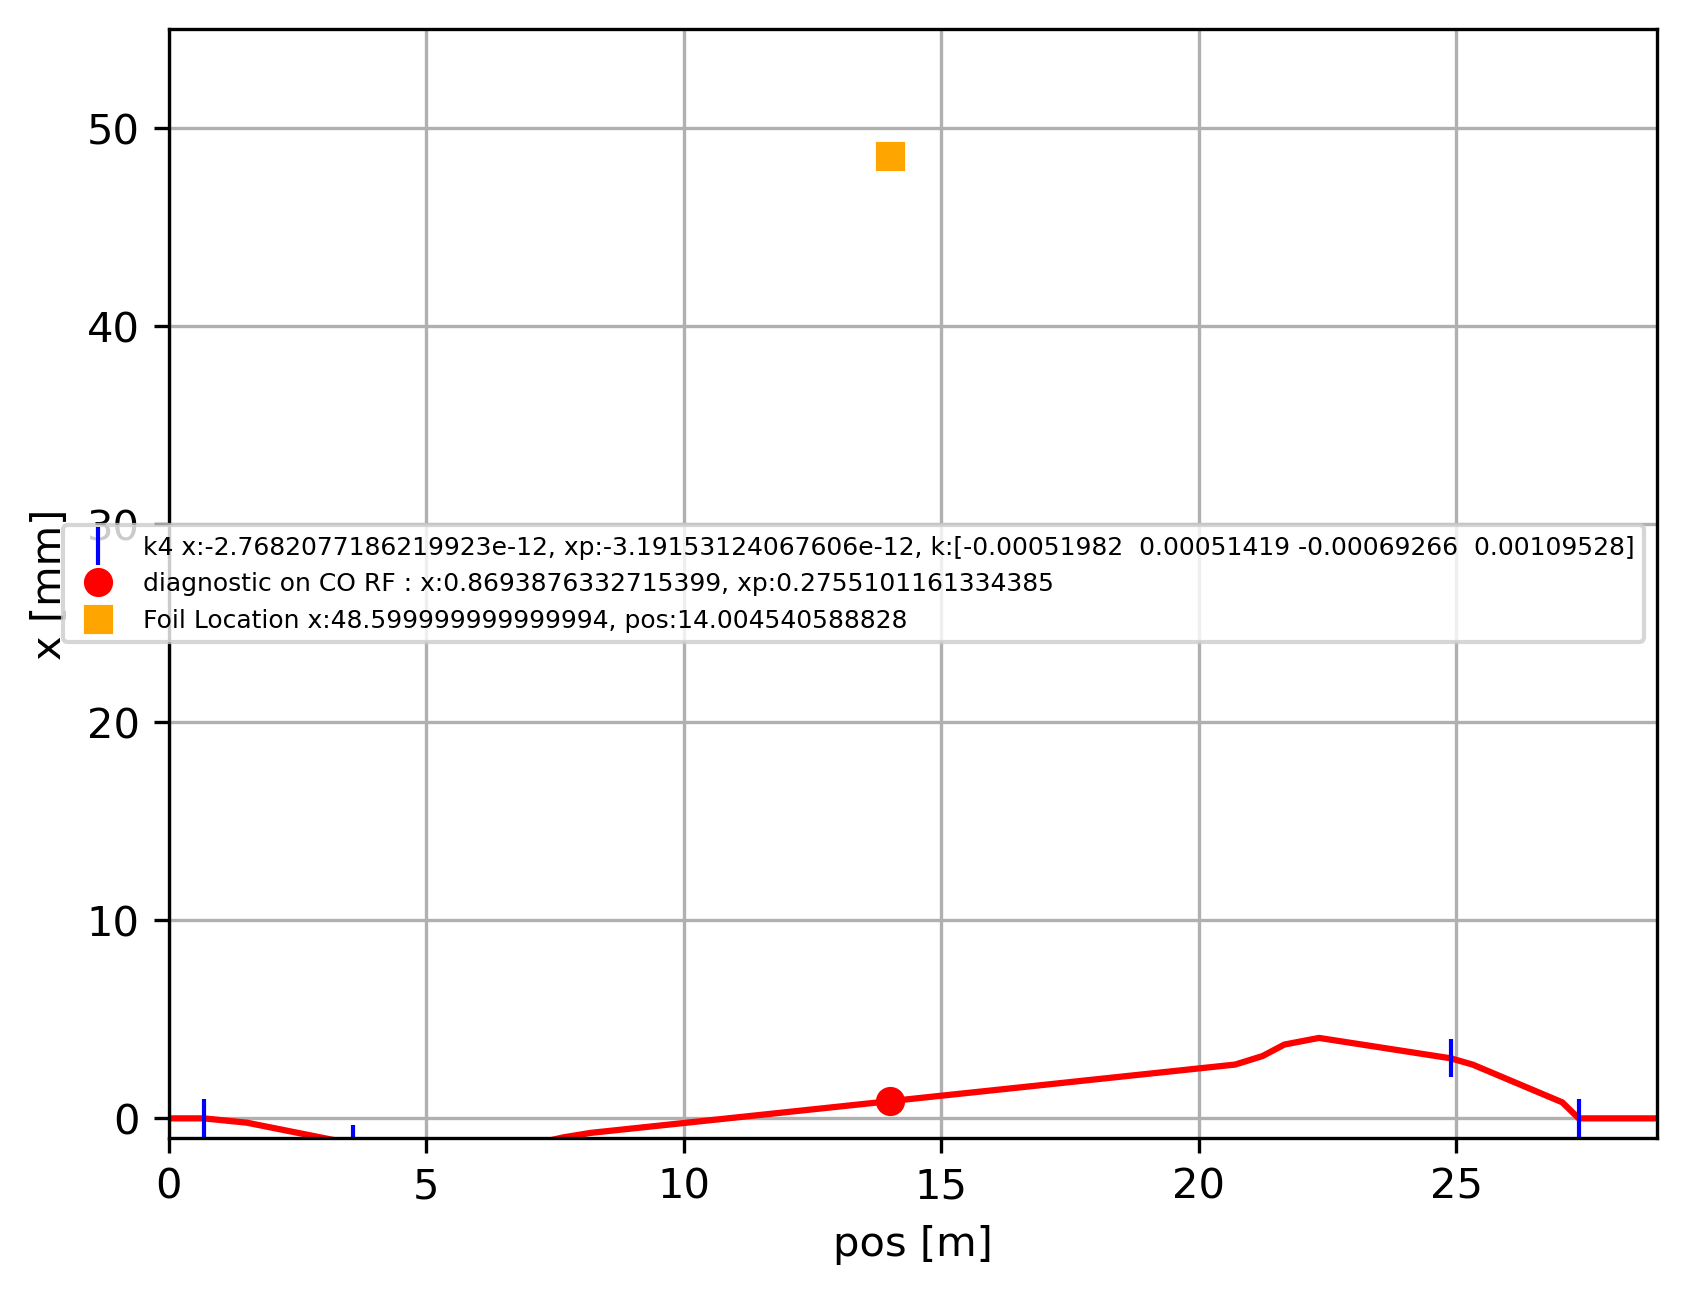 50
40
30
k4 x:-2.7682077186219923e-12, xp:-3.19153124067606e-12, k:[-0.00051982  0.00051419 -0.00069266  0.00109528]
diagnostic on CO RF : x:0.8693876332715399, xp:0.2755101161334385
Foil Location x:48.599999999999994, pos:14.004540588828
x [mm]
20
10
0
0 5 10 15 20 25
pos [m]